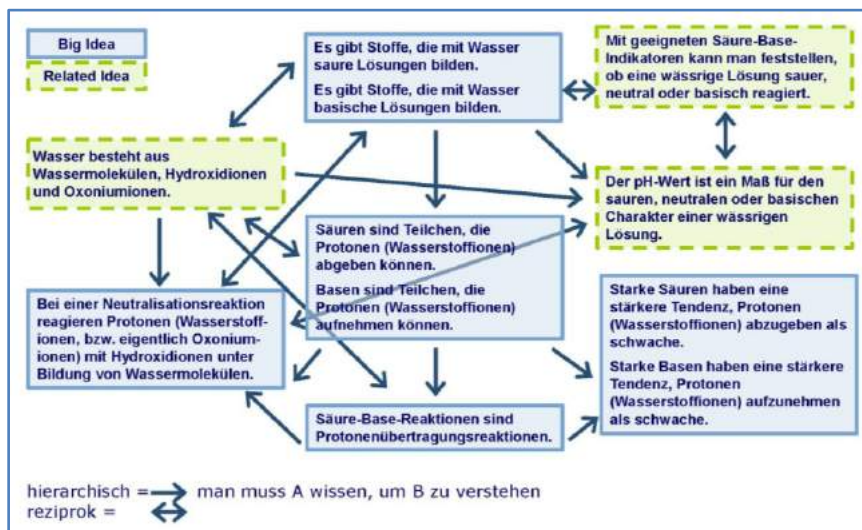 Big Idea
Related Idea
Es gibt Stoffe, die mit Wasser
saure Lösungen bilden.
Es gibt Stoffe, die mit Wasser
basische Lösungen bilden.
Mit geeigneten Säure-Base-
Indikatoren kann man feststellen,
ob eine wässrige Lösung sauer,
neutral oder basisch reagiert.
Wasser besteht aus
Wassermolekülen, Hydroxidionen
und Oxoniumionen.
Der pH-Wert ist ein Maß für den
sauren, neutralen oder basischen
Charakter einer wässrigen
Lösung.
Säuren sind Teilchen, die
Protonen (Wasserstoffionen)
abgeben können.
Basen sind Teilchen, die
Protonen (Wasserstoffionen)
aufnehmen können.
Bei einer Neutralisationsreaktion
reagieren Protonen (Wasserstoff-
ionen, bzw. eigentlich Oxonium-
ionen) mit Hydroxidionen unter
Bildung von Wassermolekülen.
Starke Säuren haben eine
stärkere Tendenz, Protonen
(Wasserstoffionen) abzugeben als
schwache.
Starke Basen haben eine stärkere
Tendenz, Protonen
(Wasserstoffionen) aufzunehmen
als schwache.
Säure-Base-Reaktionen sind
Protonenübertragungsreaktionen.
hierarchisch = man muss A wissen, um B zu verstehen
reziprok =